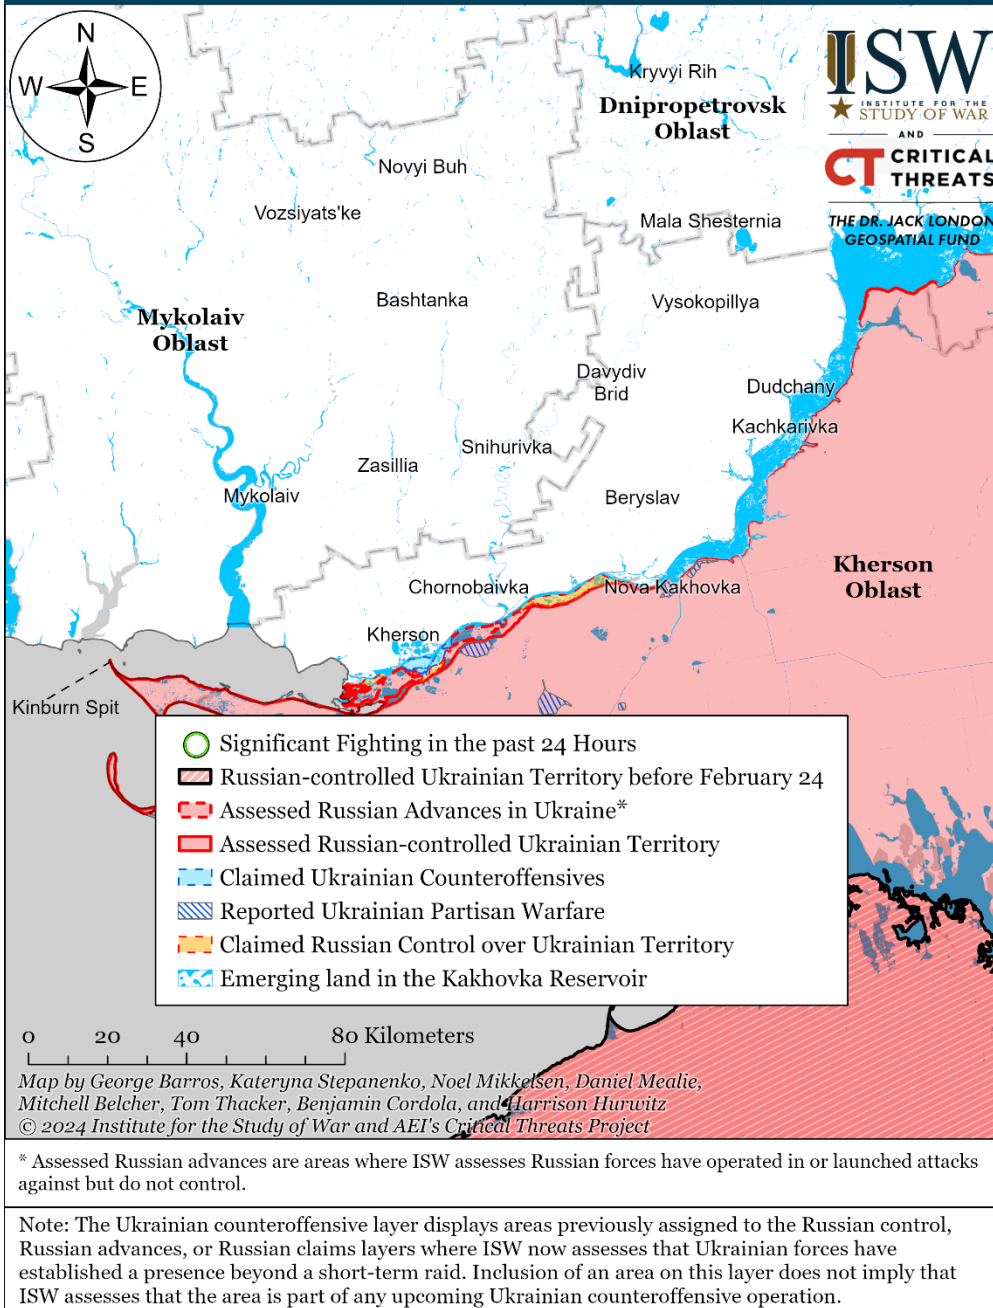 N
W
E
S
Kryvyi Rih
Dnipropetrovsk
Oblast
ISW
INSTITUTE FOR THE
STUDY OF WAR
AND
CT CRITICAL
THREATS
THE DR. JACK LONDON
GEOSPATIAL FUND
Novyi Buh
Vozsiyats'ke
Mala Shesternia
Bashtanka
Vysokopillya
Mykolaiv
Oblast
Davydiv
Brid
Dudchany
Kachkarivka
Snihurivka
Zasillia
Mykolaiv
Beryslav
Kherson
Oblast
Chornobaivka
Nova Kakhovka
Kherson
Kinburn Spit
Significant Fighting in the past 24 Hours
Russian-controlled Ukrainian Territory before February 24
Assessed Russian Advances in Ukraine*
Assessed Russian-controlled Ukrainian Territory
Claimed Ukrainian Counteroffensives
Reported Ukrainian Partisan Warfare
Claimed Russian Control over Ukrainian Territory
Emerging land in the Kakhovka Reservoir
0 20 40 80 Kilometers
Map by George Barros, Kateryna Stepanenko, Noel Mikkelsen, Daniel Mealie,
Mitchell Belcher, Tom Thacker, Benjamin Cordola, and Harrison Hurwitz
© 2024 Institute for the Study of War and AEI's Critical Threats Project
* Assessed Russian advances are areas where ISW assesses Russian forces have operated in or launched attacks
against but do not control.
Note: The Ukrainian counteroffensive layer displays areas previously assigned to the Russian control,
Russian advances, or Russian claims layers where ISW now assesses that Ukrainian forces have
established a presence beyond a short-term raid. Inclusion of an area on this layer does not imply that
ISW assesses that the area is part of any upcoming Ukrainian counteroffensive operation.